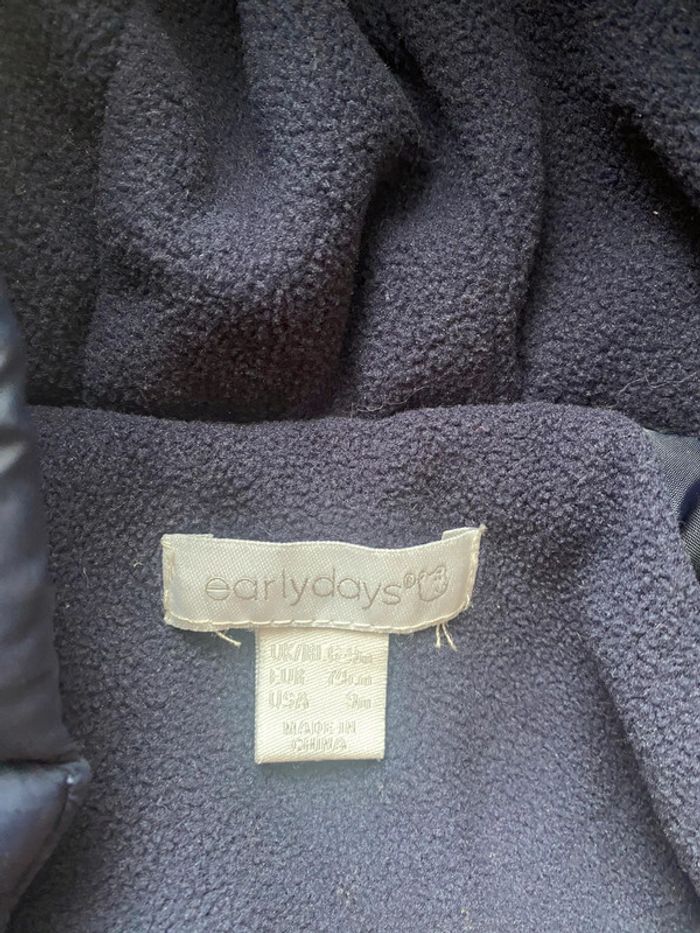 earlydays®
UK/IRL 6-9m
EUR 74cm
USA 9m
MADE IN
CHINA